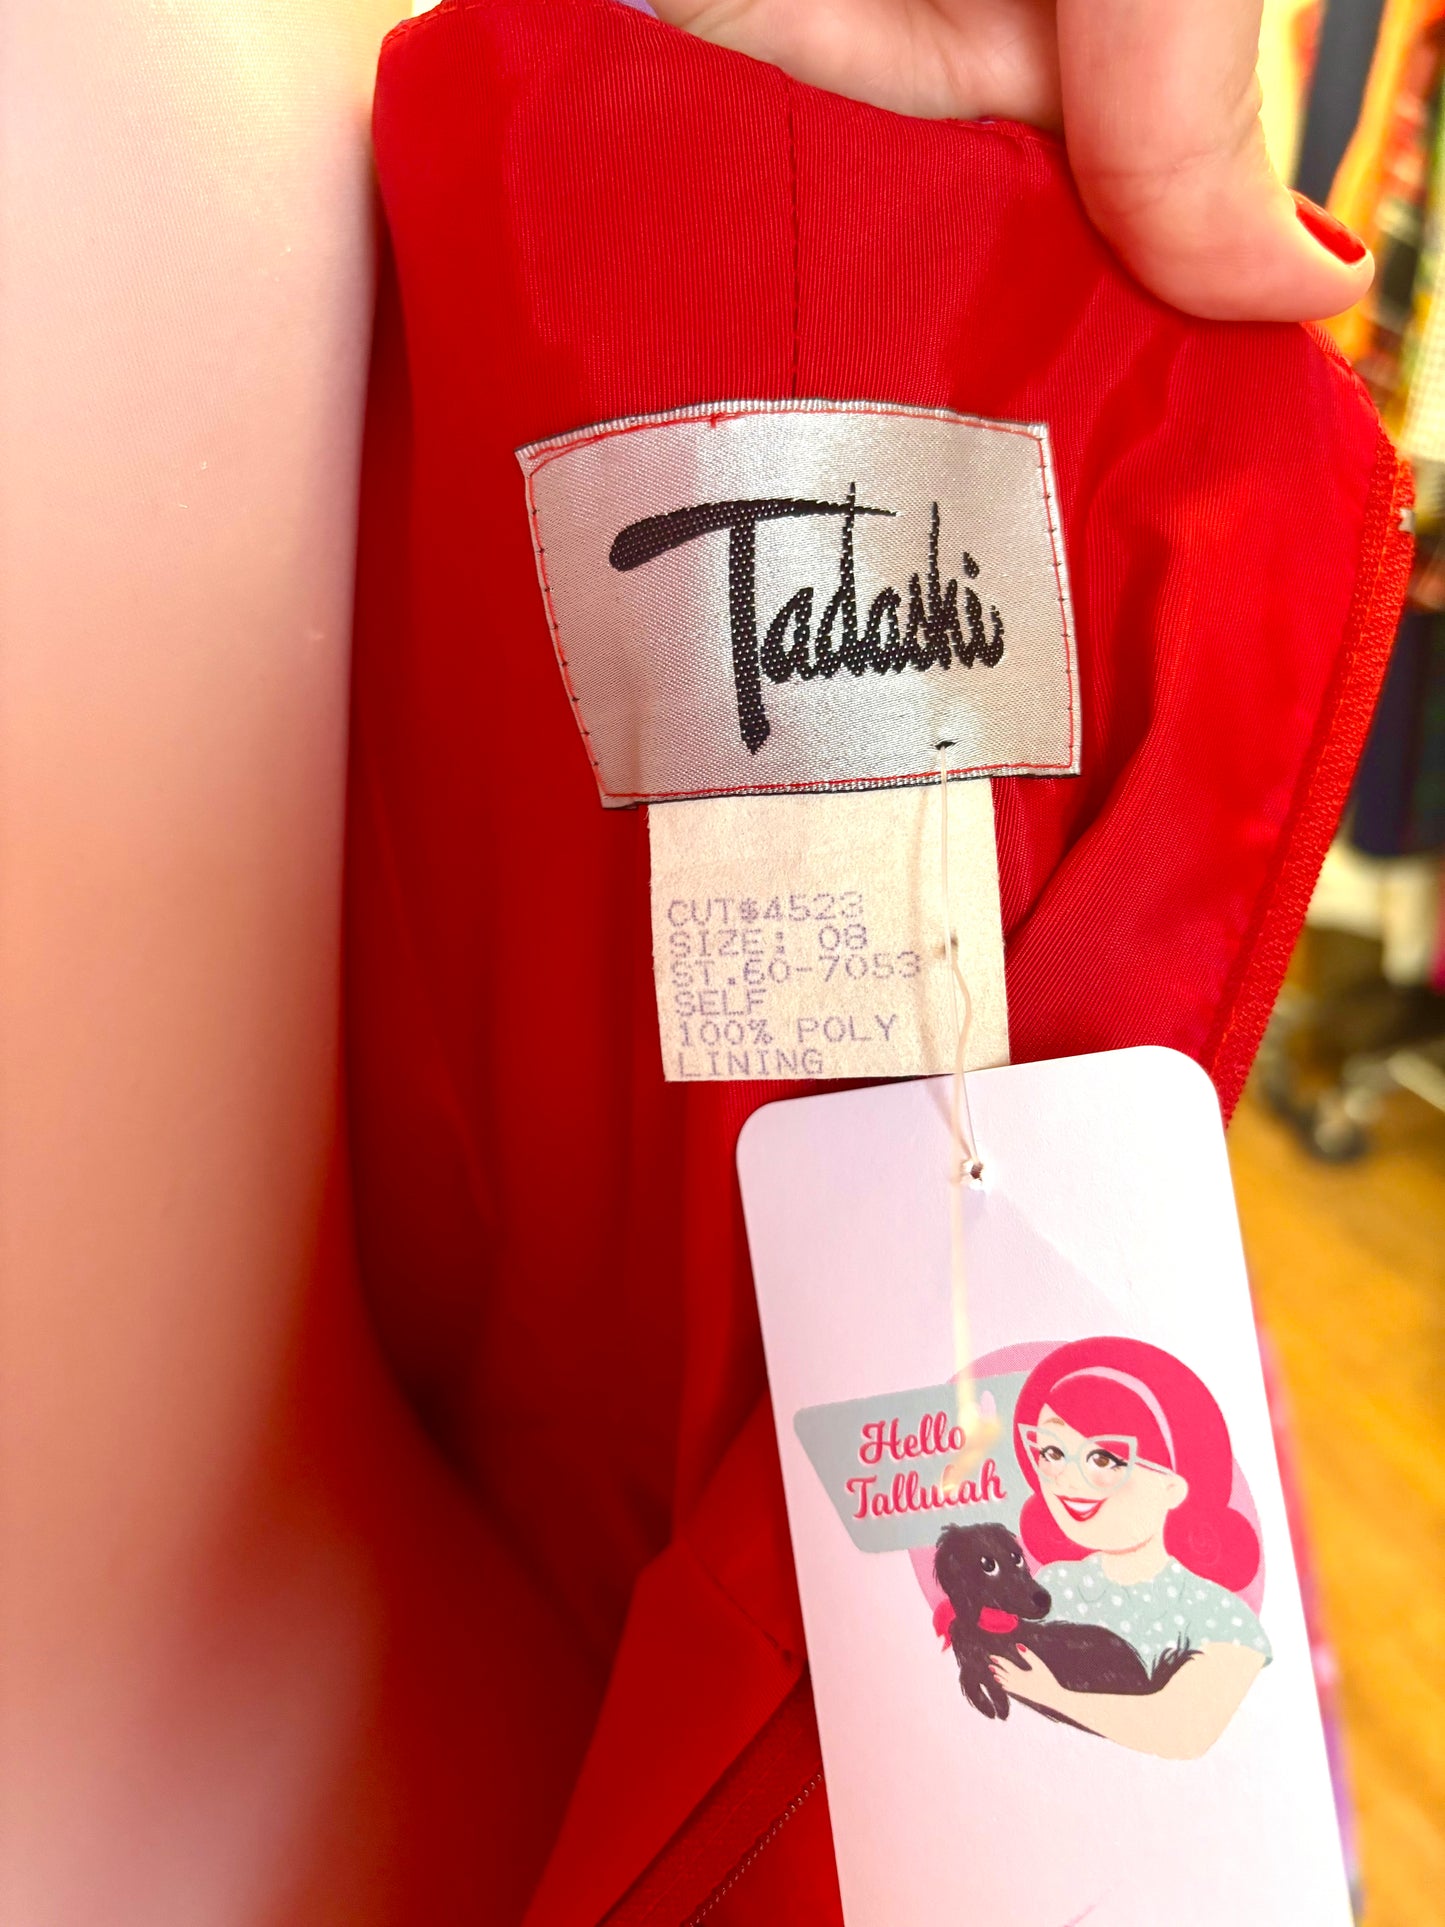 Tadashi
CUT$4523
SIZE: 08
ST.60-7053
SELF
100% POLY
LINING
Hello
Tallulah